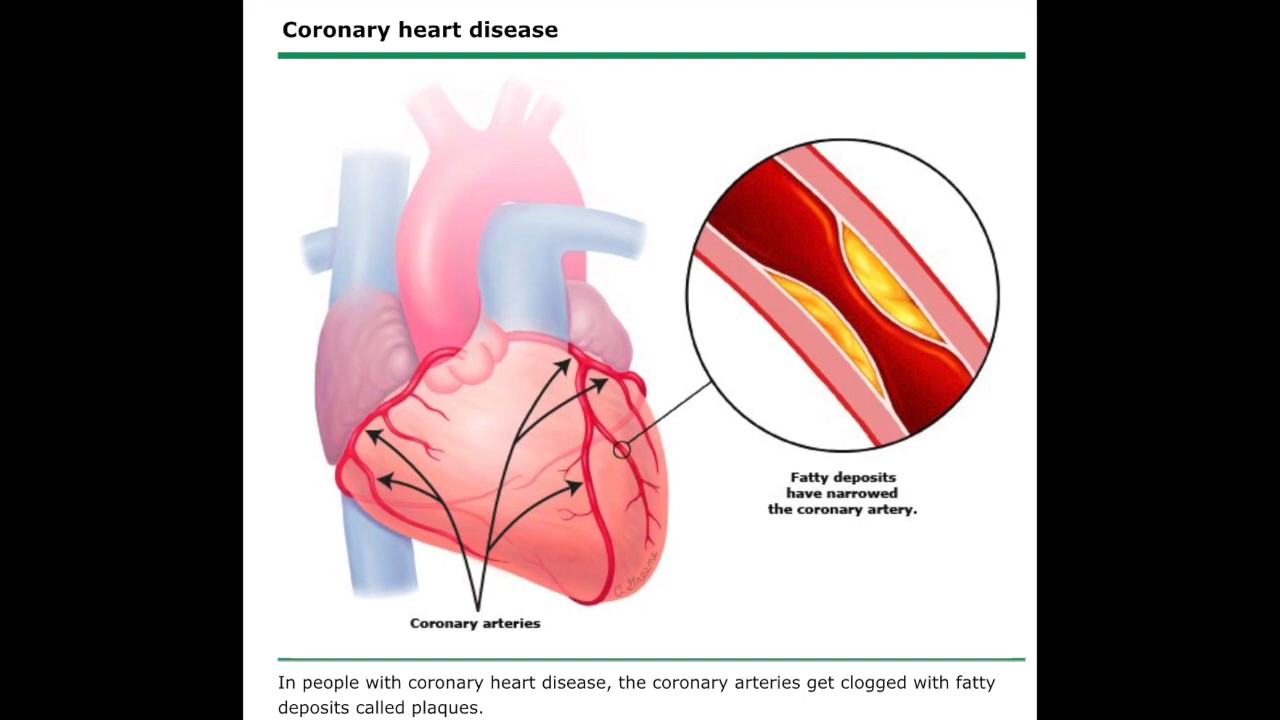 Coronary heart disease
Fatty deposits
have narrowed
the coronary artery.
Coronary arteries
In people with coronary heart disease, the coronary arteries get clogged with fatty
deposits called plaques.